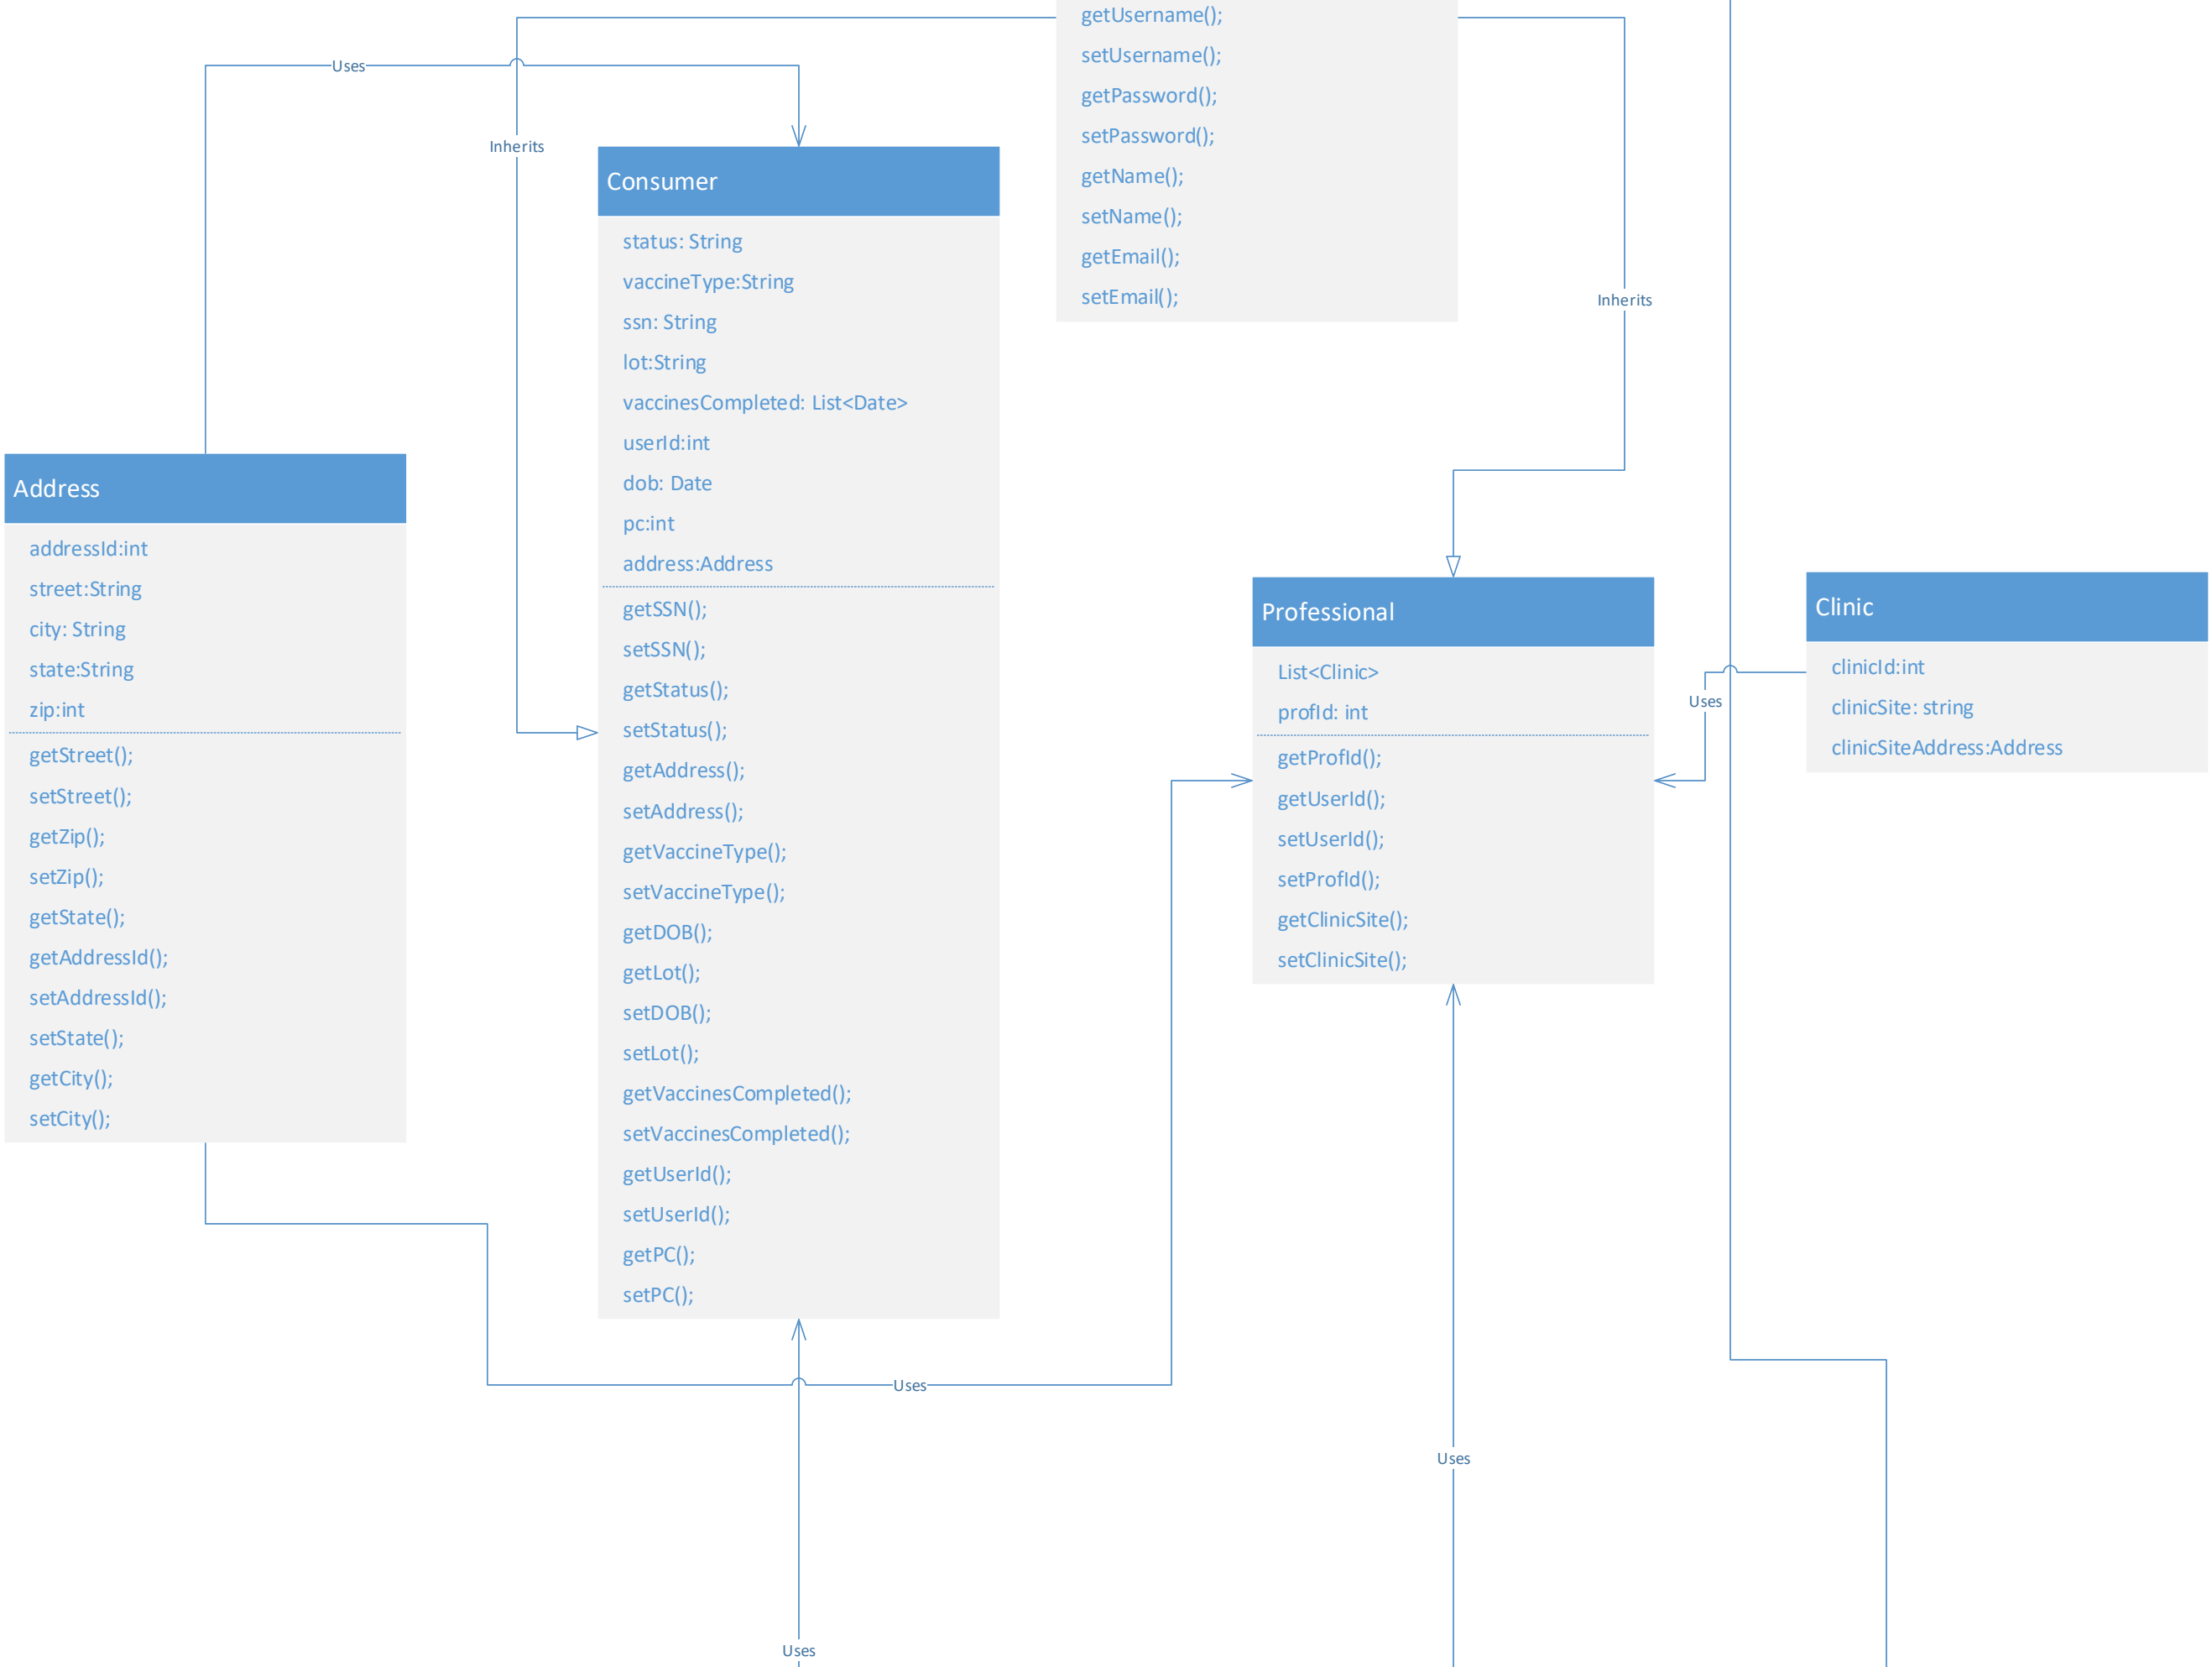 getUsername();
setUsername();
getPassword();
setPassword();
getName();
setName();
getEmail();
setEmail();
Uses
Inherits
Inherits
Consumer
status: String
vaccineType:String
ssn: String
lot:String
vaccinesCompleted: List<Date>
userId:int
dob: Date
pc:int
address:Address
getSSN();
setSSN();
getStatus();
setStatus();
getAddress();
setAddress();
getVaccineType();
setVaccineType();
getDOB();
getLot();
setDOB();
setLot();
getVaccinesCompleted();
setVaccinesCompleted();
getUserId();
setUserId();
getPC();
setPC();
Address
addressId:int
street:String
city: String
state:String
zip:int
getStreet();
setStreet();
getZip();
setZip();
getState();
getAddressId();
setAddressId();
setState();
getCity();
setCity();
Professional
List<Clinic>
profId: int
getProfId();
getUserId();
setUserId();
setProfId();
getClinicSite();
setClinicSite();
Uses
Clinic
clinicId:int
clinicSite: string
clinicSiteAddress:Address
Uses
Uses
Uses